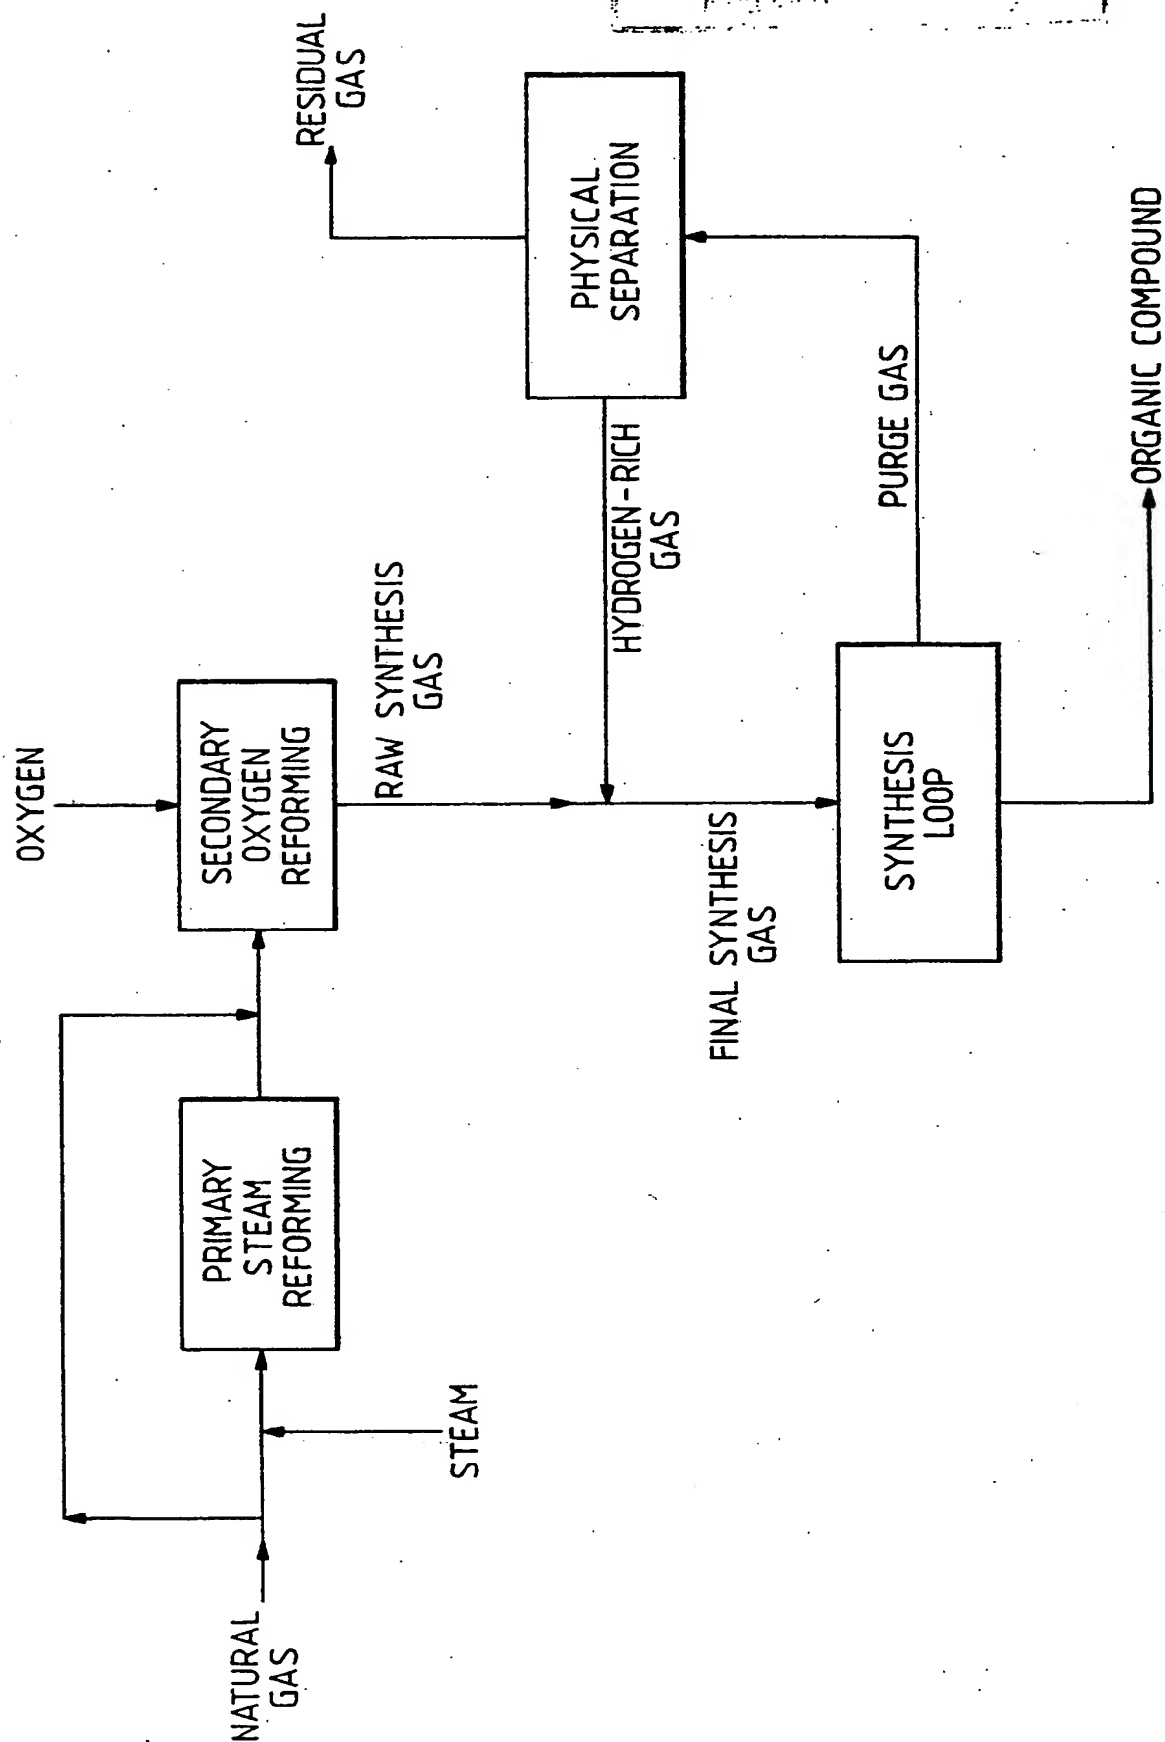 OXYGEN
RESIDUAL
GAS
SECONDARY
OXYGEN
REFORMING
PRIMARY
STEAM
REFORMING
NATURAL
GAS
STEAM
RAW SYNTHESIS
GAS
PHYSICAL
SEPARATION
HYDROGEN-RICH
GAS
FINAL SYNTHESIS
GAS
SYNTHESIS
LOOP
PURGE GAS
ORGANIC COMPOUND